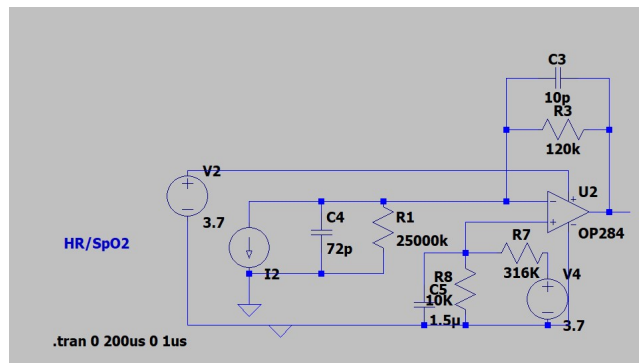 C3
10p
R3
120k
V2
+
−
3.7
HR/SpO2
I2
C4
72p
R1
25000k
−
+
+
−
U2
OP284
R7
316K
R8
10K
C5
1.5µ
V4
+
−
3.7
.tran 0 200us 0 1us